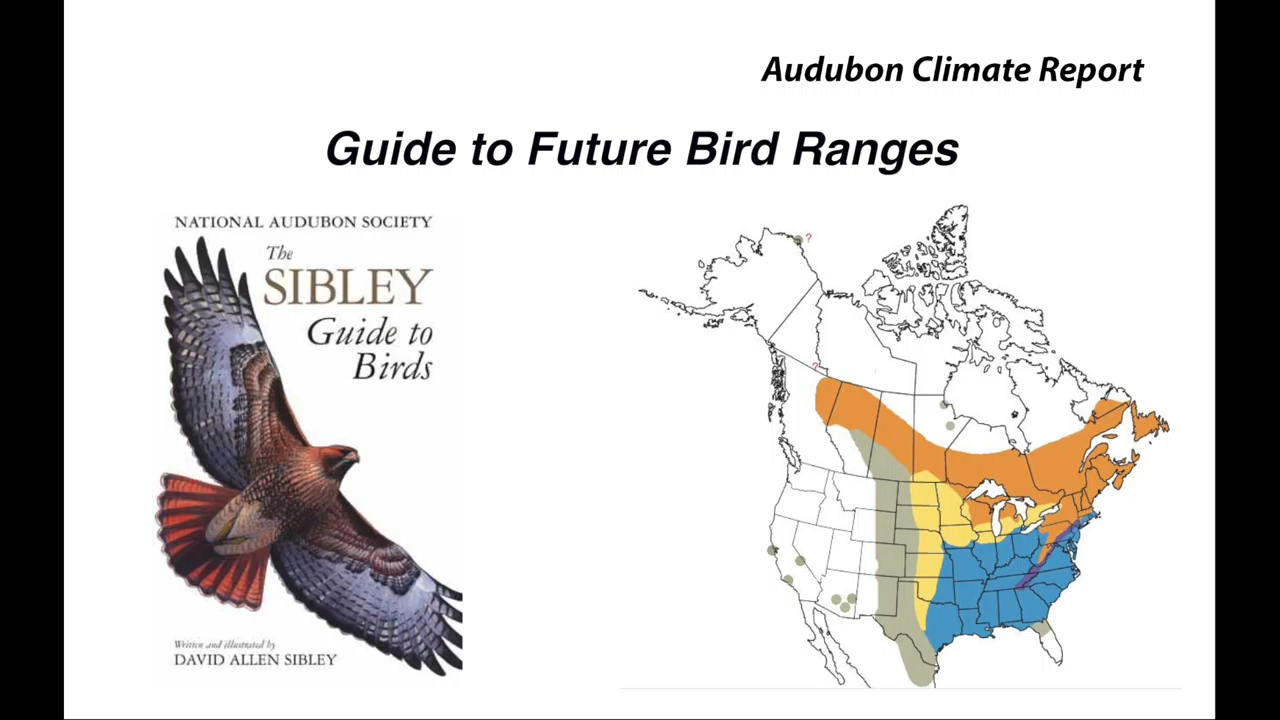 Audubon Climate Report
Guide to Future Bird Ranges
NATIONAL AUDUBON SOCIETY
The
SIBLEY
Guide to
Birds
Written and illustrated by
DAVID ALLEN SIBLEY
?
?